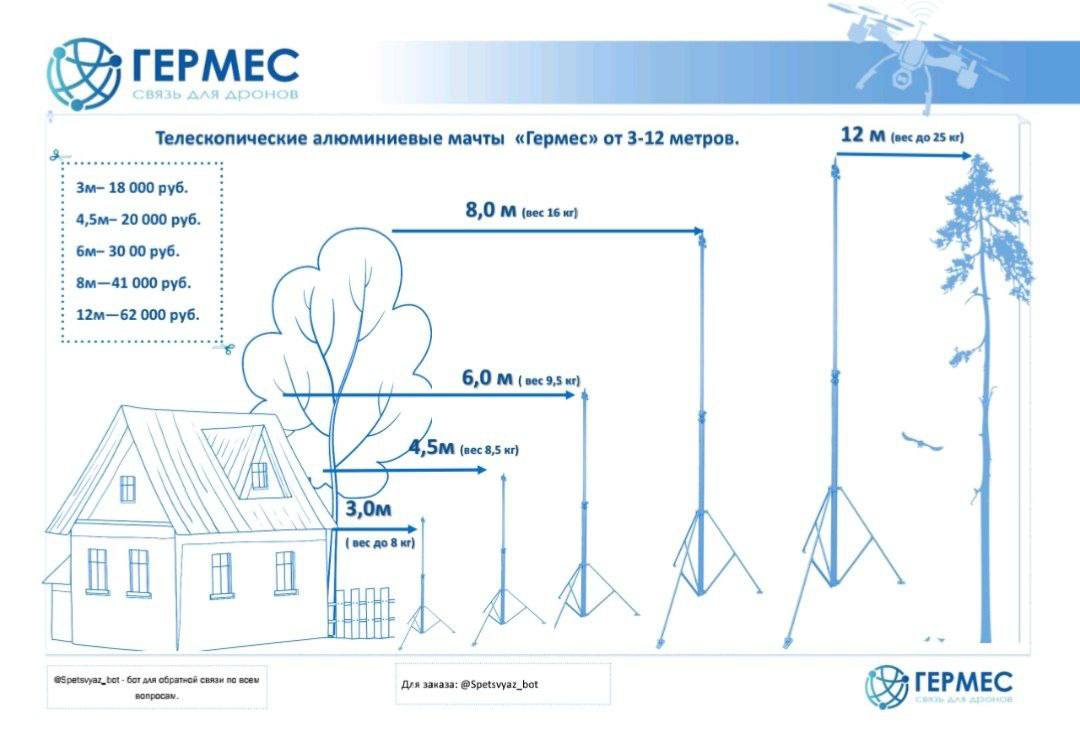 ГЕРМЕС
СВЯЗЬ ДЛЯ ДРОНОВ
Телескопические алюминиевые мачты «Гермес» от 3-12 метров.
12 м (вес до 25 кг)
3м– 18 000 руб.
4,5м– 20 000 руб.
6м– 30 00 руб.
8м—41 000 руб.
12м—62 000 руб.
8,0 м (вес 16 кг)
6,0 м ( вес 9,5 кг)
4,5м (вес 8,5 кг)
3,0м
( вес до 8 кг)
@Spetsvyaz_bot - бот для обратной связи по всем
вопросам.
Для заказа: @Spetsvyaz_bot
ГЕРМЕС
СВЯЗЬ ДЛЯ ДРОНОВ